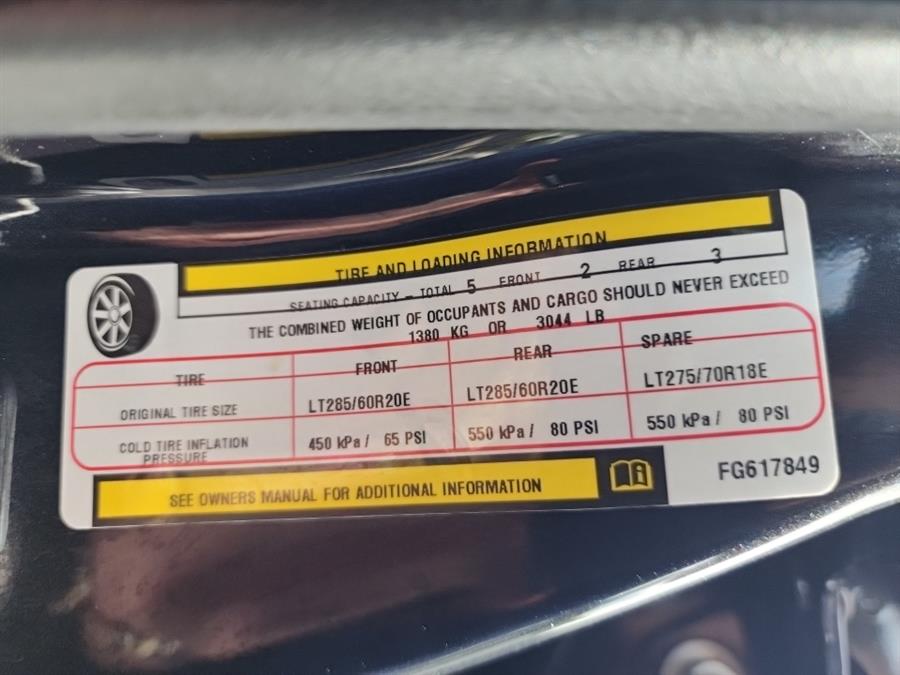 TIRE AND LOADING INFORMATION
SEATING CAPACITY - TOTAL 5 FRONT 2 REAR 3
THE COMBINED WEIGHT OF OCCUPANTS AND CARGO SHOULD NEVER EXCEED
1380 KG OR 3044 LB
TIRE FRONT REAR SPARE
ORIGINAL TIRE SIZE LT285/60R20E LT285/60R20E LT275/70R18E
COLD TIRE INFLATION PRESSURE 450 kPa / 65 PSI 550 kPa / 80 PSI 550 kPa / 80 PSI
SEE OWNERS MANUAL FOR ADDITIONAL INFORMATION
FG617849